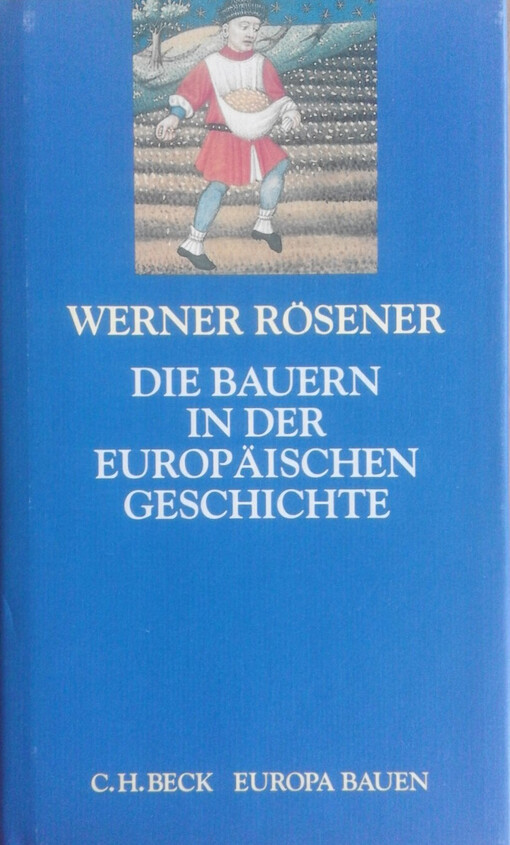 WERNER RÖSENER
DIE BAUERN
IN DER
EUROPÄISCHEN
GESCHICHTE
C.H.BECK EUROPA BAUEN